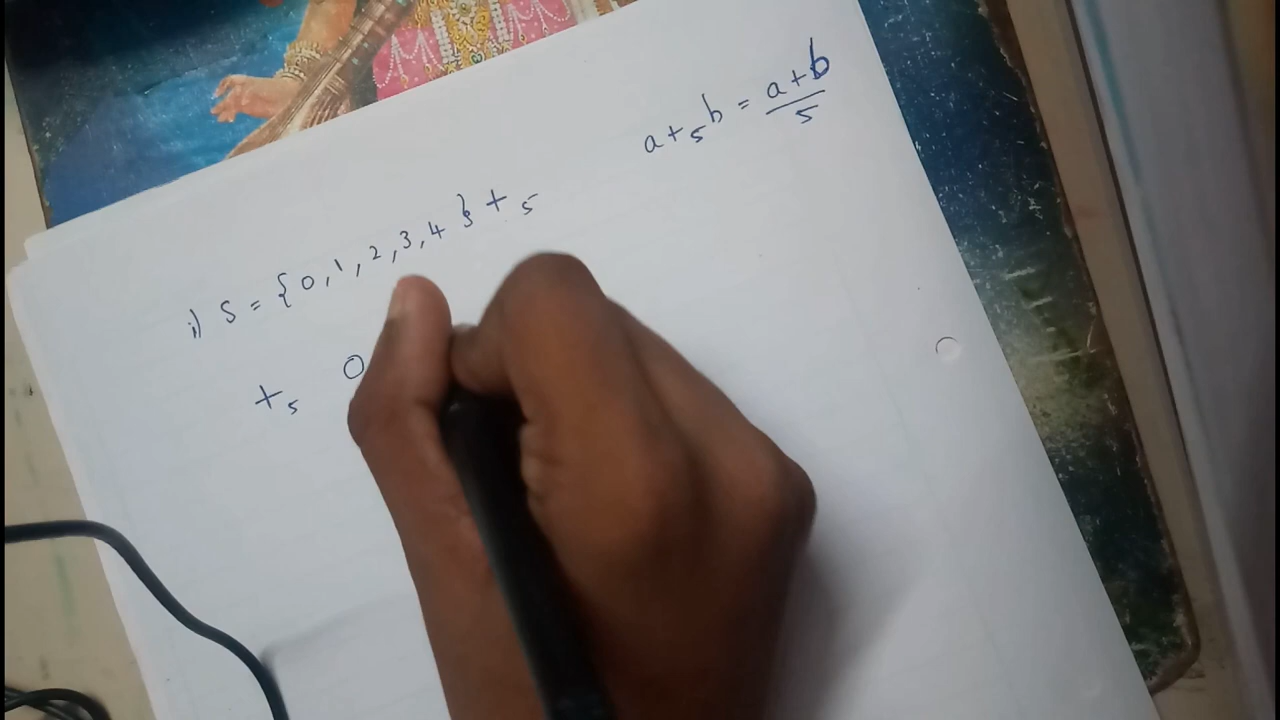 a +₅ b = a+b/5
i) S = {0, 1, 2, 3, 4} +₅
+₅ 0